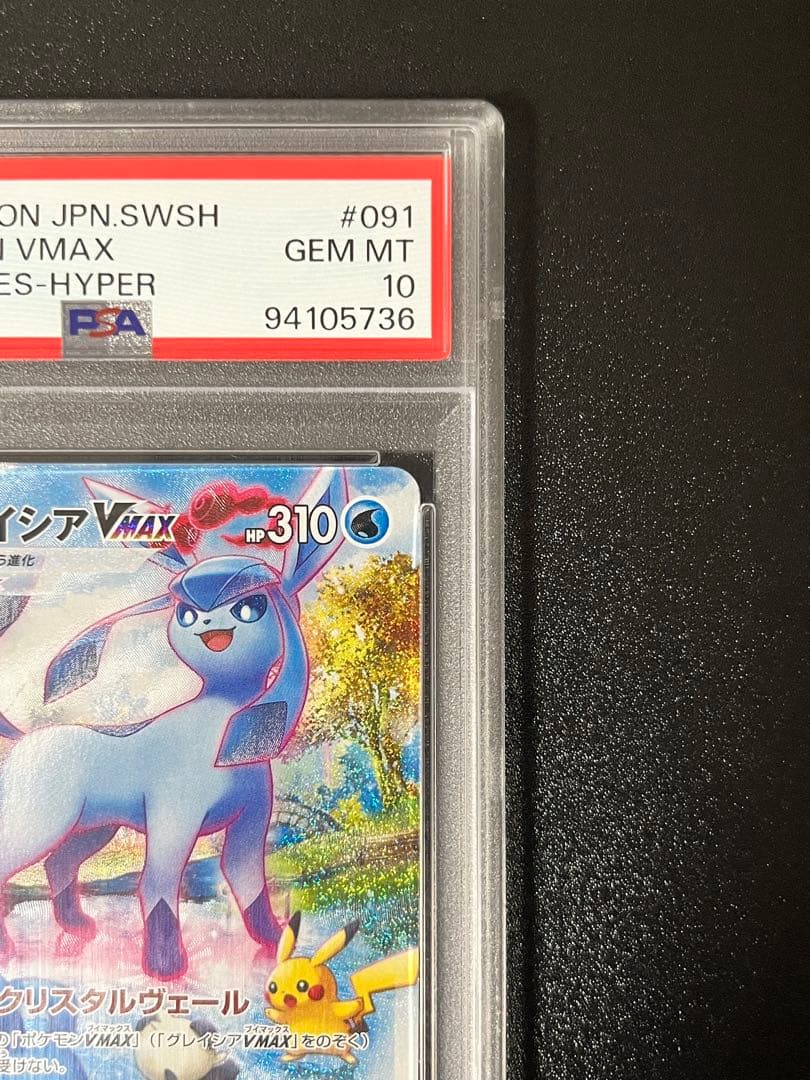 ON JPN.SWSH #091
VMAX GEM MT
ES-HYPER 10
PSA 94105736
イシアVMAX HP310
進化
クリスタルヴェール
の「ポケモンVMAX」(「グレイシアVMAX」をのぞく)
受けない。